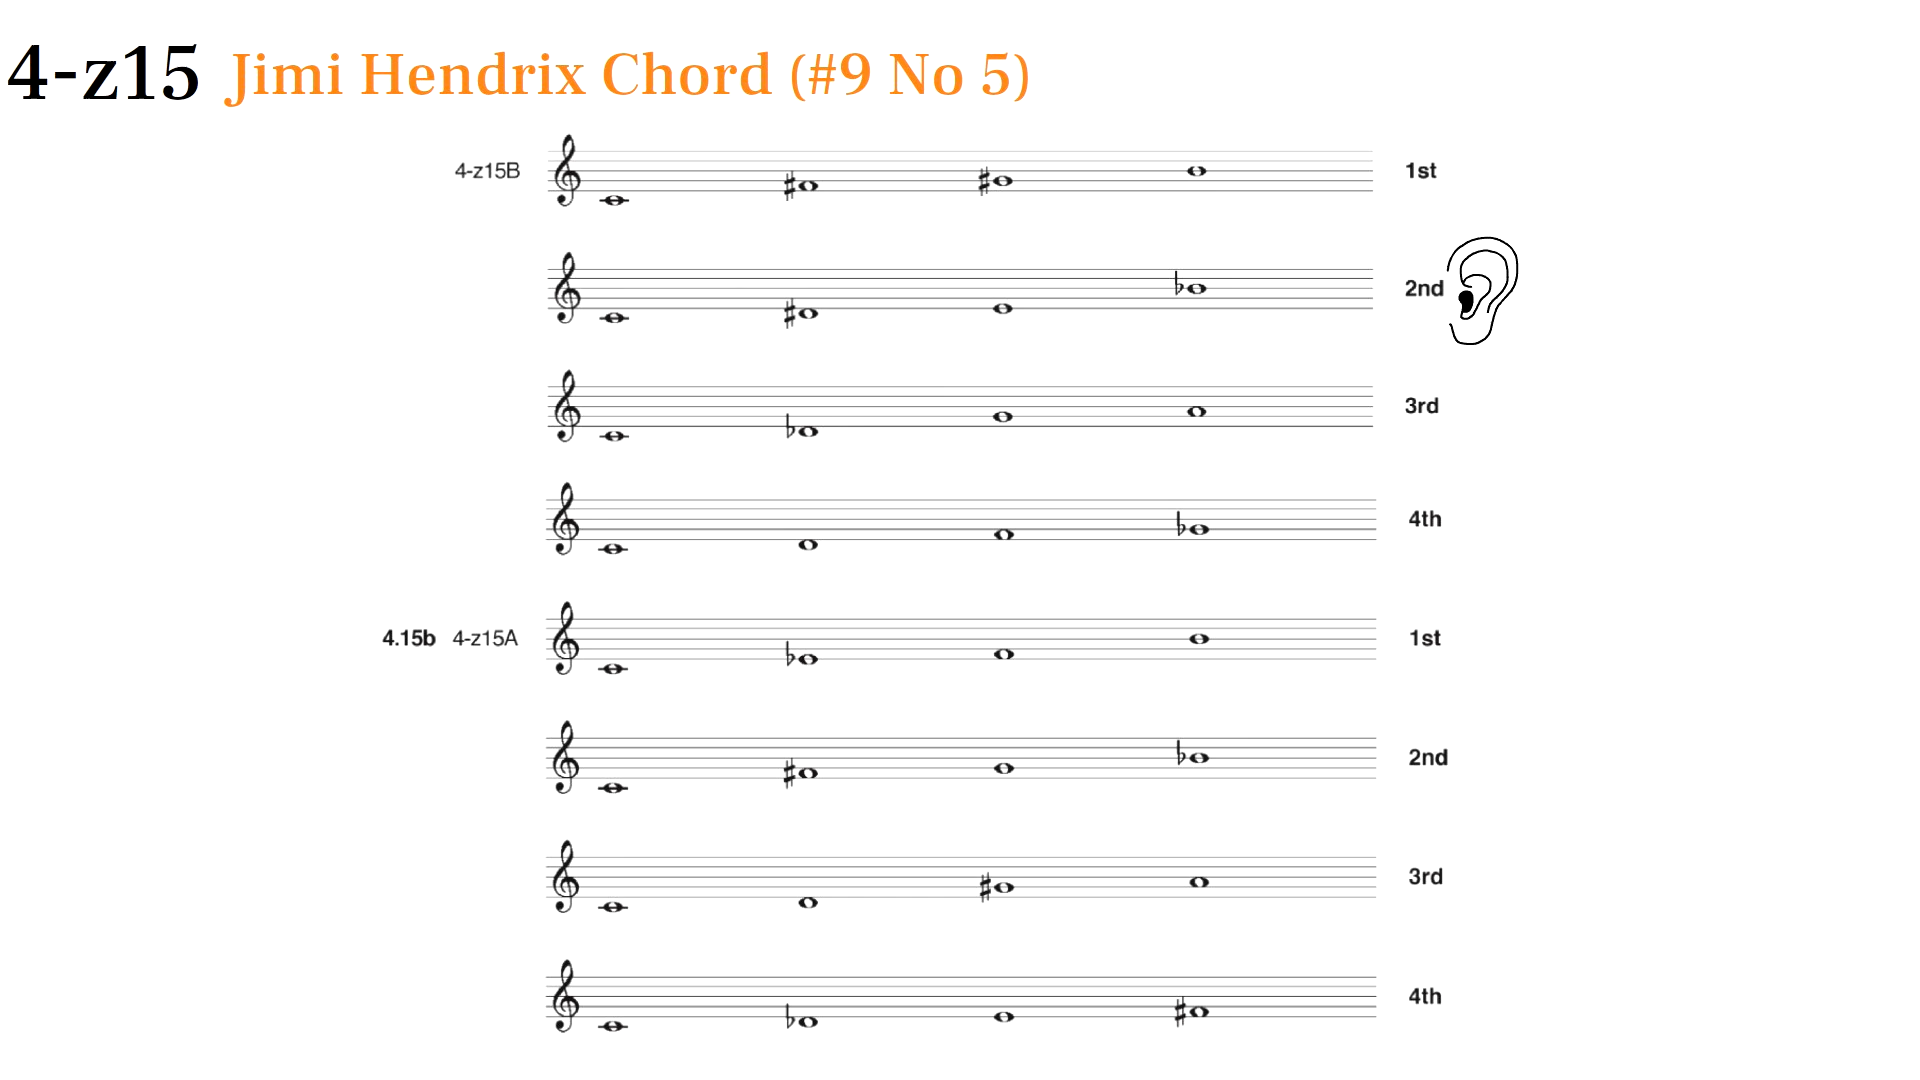 4-z15 Jimi Hendrix Chord (#9 No 5)
4-z15B 1st
2nd
3rd
4th
4.15b 4-z15A 1st
2nd
3rd
4th